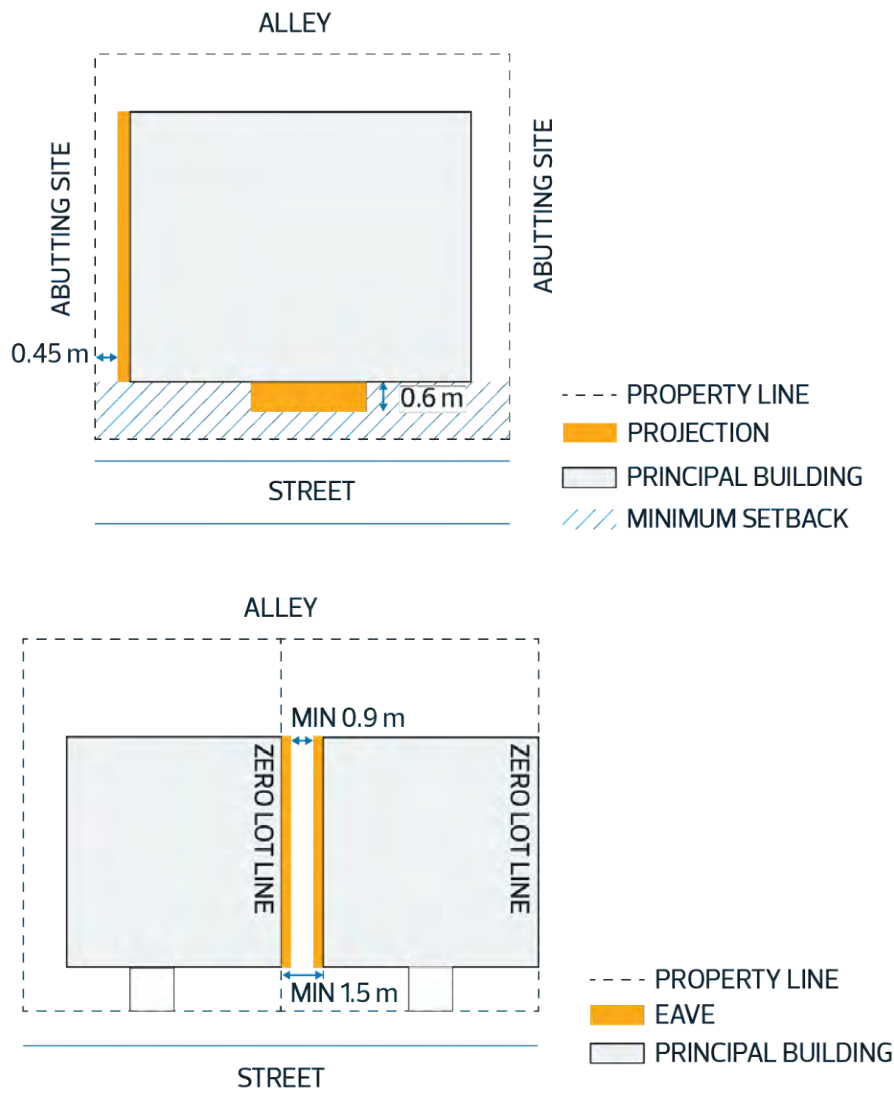 ALLEY
ABUTTING SITE
ABUTTING SITE
0.45 m
0.6 m
PROPERTY LINE
PROJECTION
PRINCIPAL BUILDING
MINIMUM SETBACK
STREET
ALLEY
MIN 0.9 m
ZERO LOT LINE
ZERO LOT LINE
MIN 1.5 m
PROPERTY LINE
EAVE
PRINCIPAL BUILDING
STREET